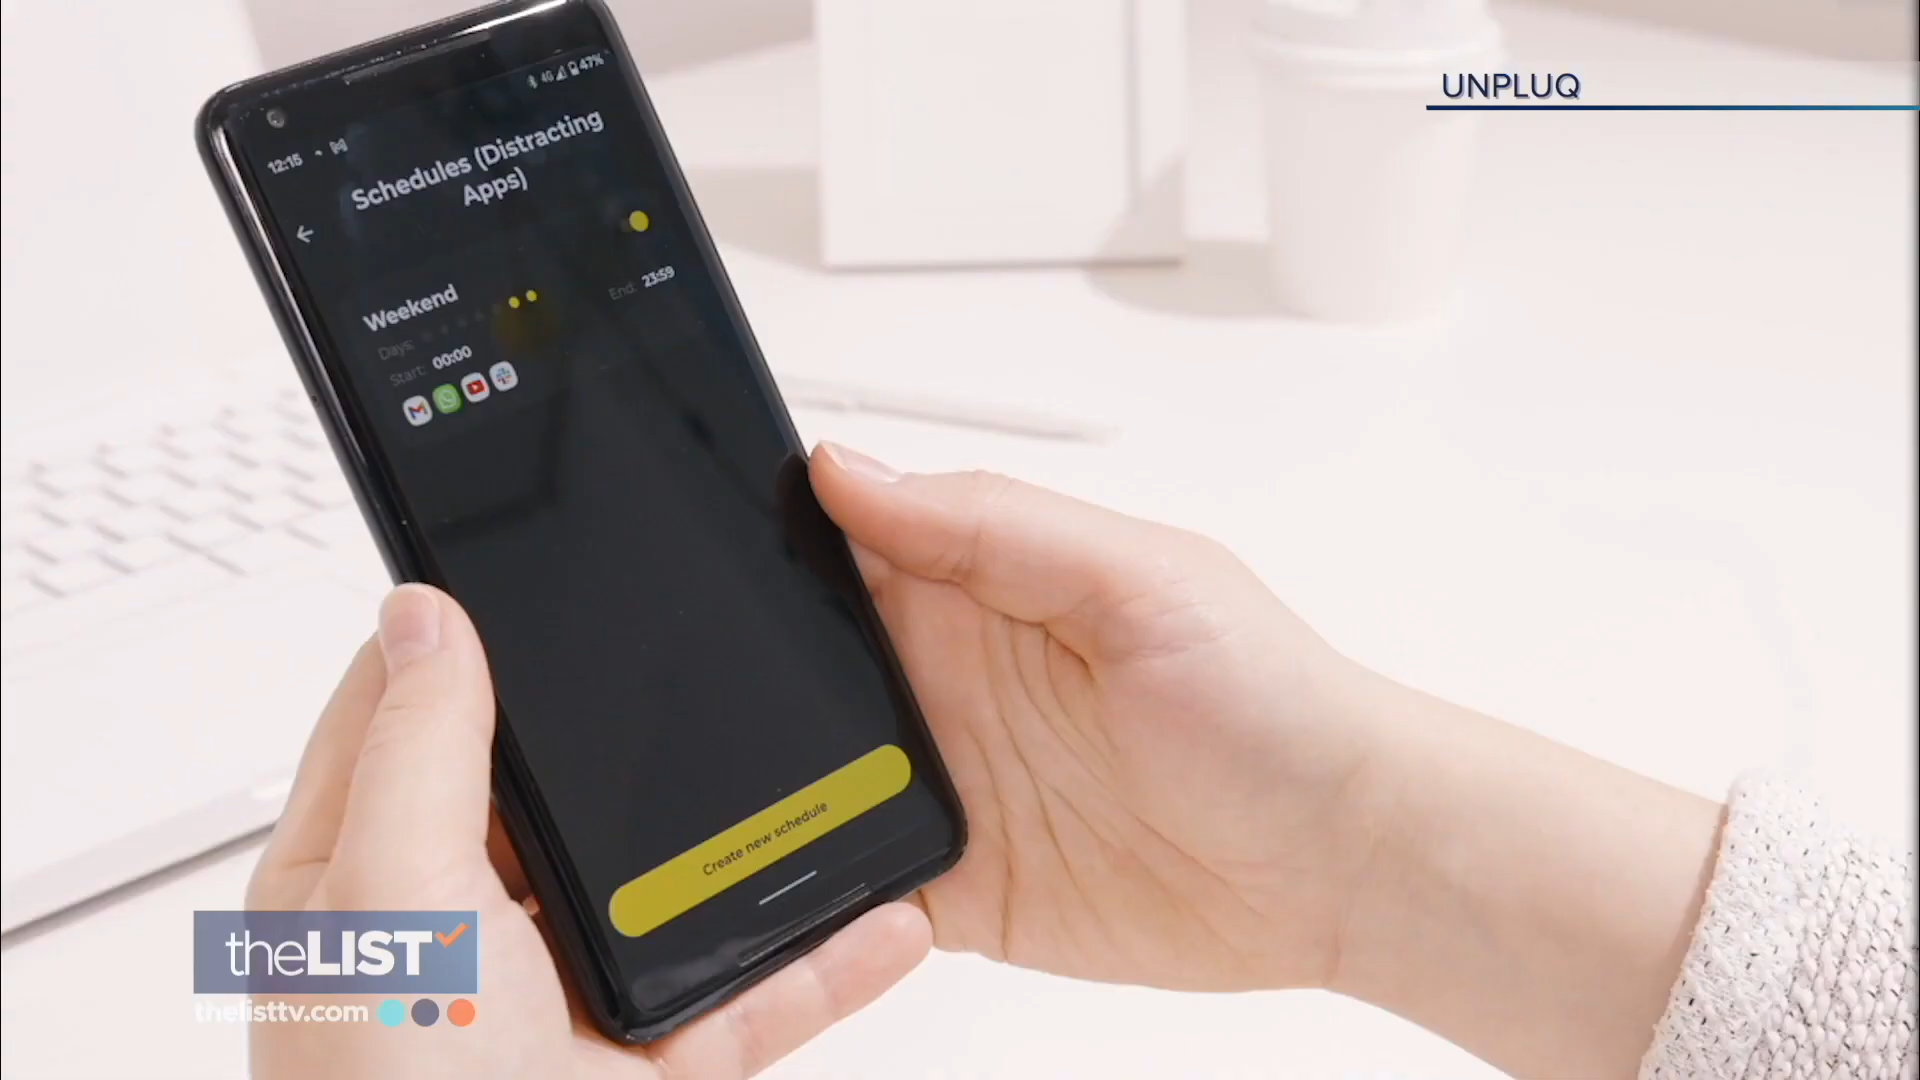 UNPLUQ
4G 47%
12:15
Schedules (Distracting
Apps)
Weekend
Days:
Start: 00:00
End: 23:59
Create new schedule
theLIST
thelisttv.com